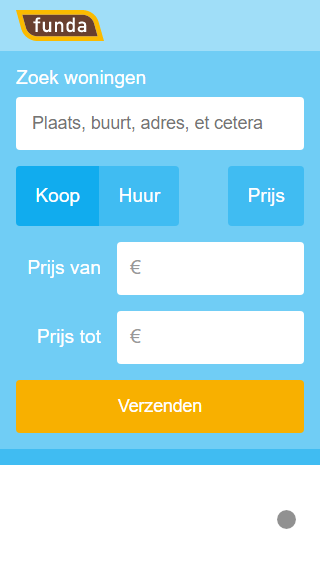 funda
Zoek woningen
Plaats, buurt, adres, et cetera
Koop Huur Prijs
Prijs van €
Prijs tot €
Verzenden